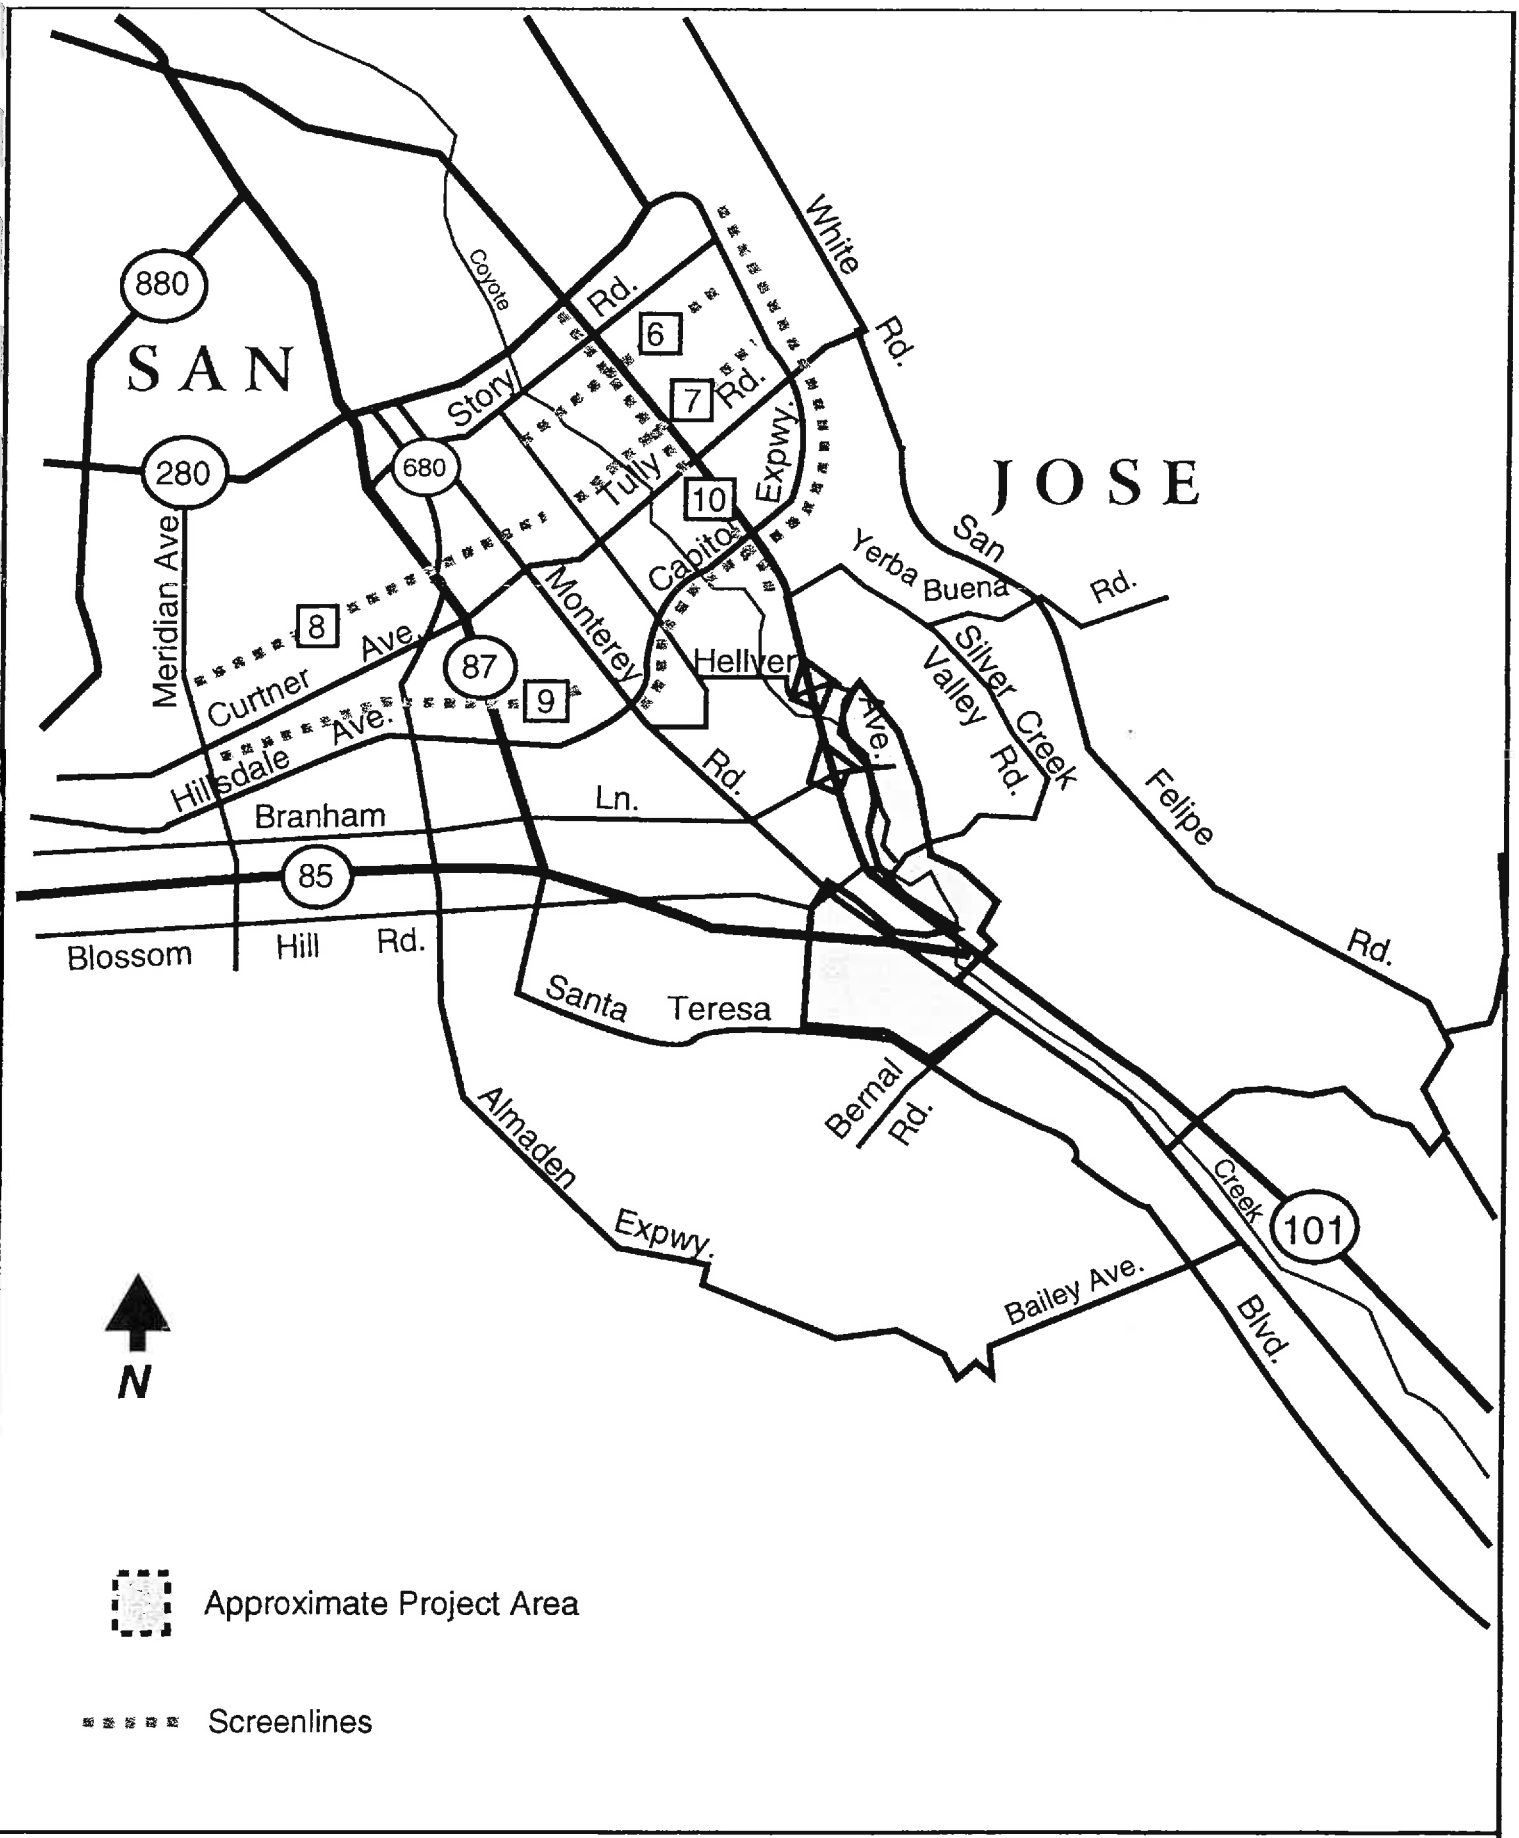 White
Rd.
Coyote
880
Rd.
6
SAN
7
Rd.
Story
Expwy.
280
680
JOSE
Tully
10
Meridian Ave.
Capitol
San
Yerba
Buena
Rd.
8
Ave.
Monterey
87
Hellyer
Silver Creek
Valley
Rd.
Curtner
9
Ave.
Ave.
Hillsdale
Rd.
Felipe
Branham
Ln.
85
Blossom
Hill
Rd.
Rd.
Santa
Teresa
Bernal
Rd.
Almaden
Expwy.
Creek
101
Bailey Ave.
Blvd.
N
Approximate Project Area
Screenlines